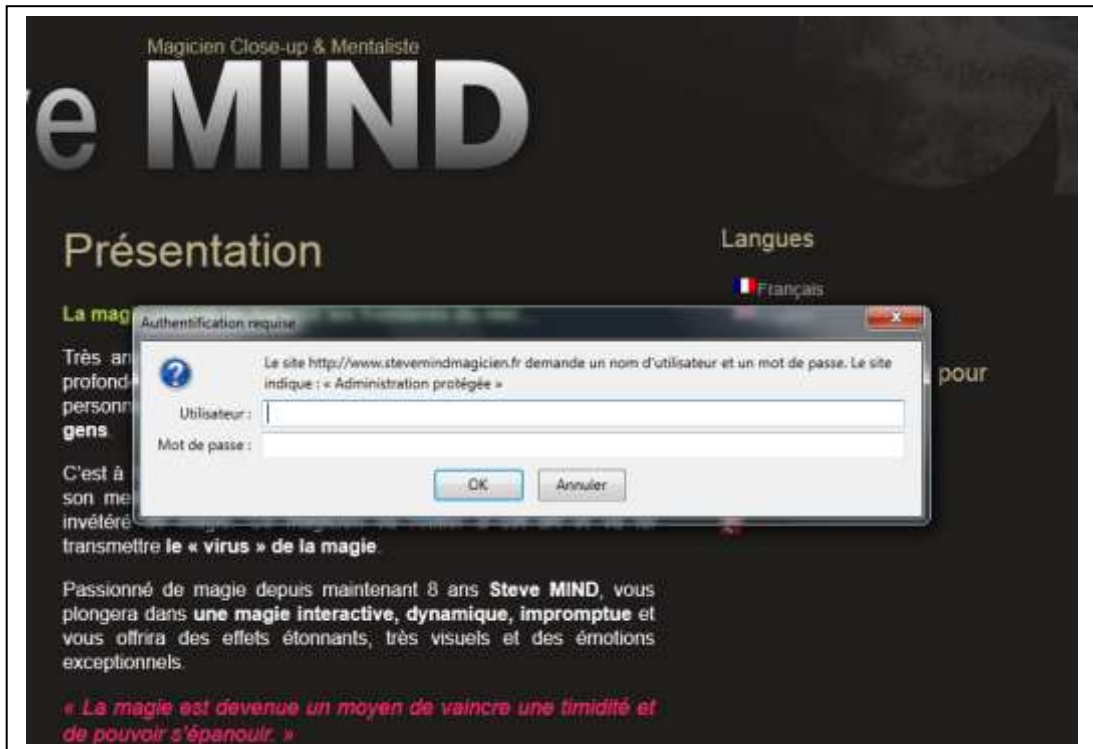 Magicien Close-up & Mentaliste
e MIND
Présentation
Langues
Français
La mag
Authentification requise
Très an
profond
personn
gens.
Le site http://www.stevemindmagicien.fr demande un nom d'utilisateur et un mot de passe. Le site
indique : « Administration protégée »
Utilisateur :
Mot de passe :
OK Annuler
pour
C'est à
son me
invétéré
transmettre le « virus » de la magie.
Passionné de magie depuis maintenant 8 ans Steve MIND, vous
plongera dans une magie interactive, dynamique, impromptue et
vous offrira des effets étonnants, très visuels et des émotions
exceptionnels.
« La magie est devenue un moyen de vaincre une timidité et
de pouvoir s'épanouir. »